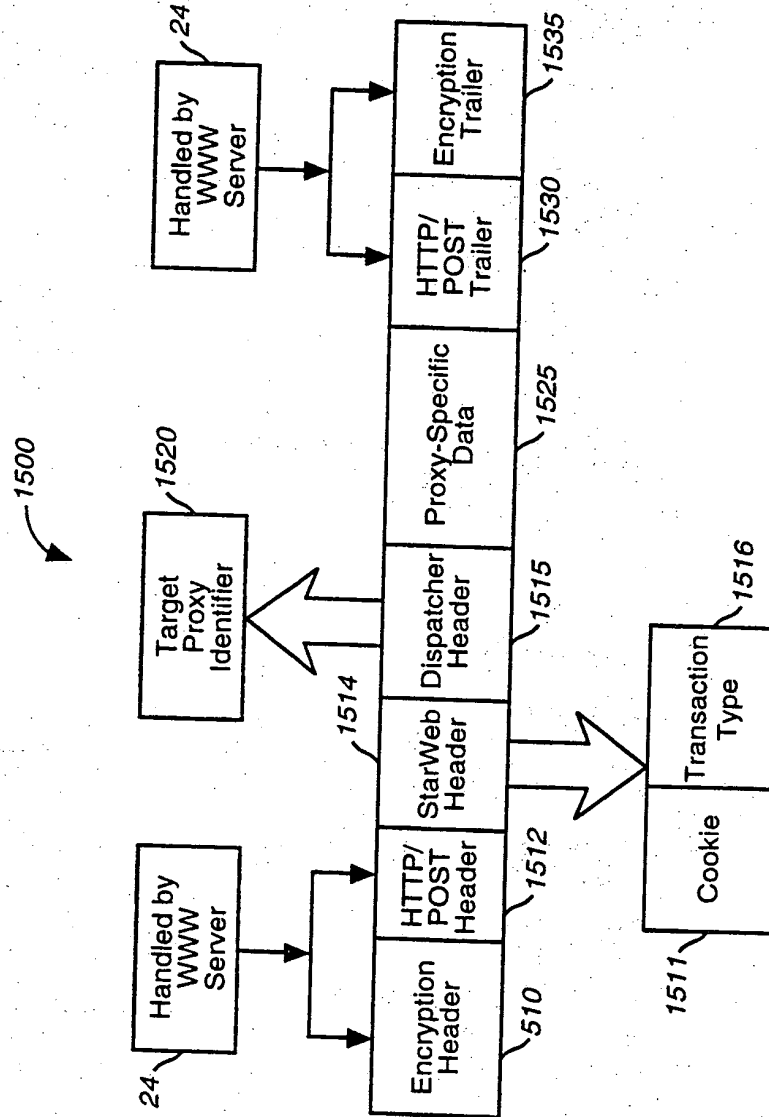 1500
24
Handled by
WWW
Server
1520
Target
Proxy
Identifier
Handled by
WWW
Server
24
1514
Encryption
Header
HTTP/
POST
Header
StarWeb
Header
Dispatcher
Header
Proxy-Specific
Data
HTTP/
POST
Trailer
Encryption
Trailer
510
1512
1515
1525
1530
1535
1511
Cookie
Transaction
Type
1516